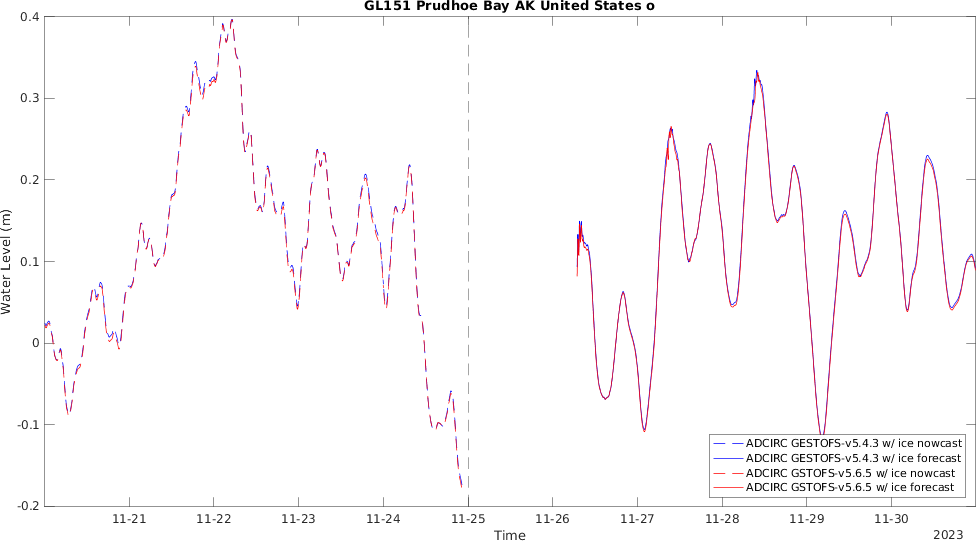 GL151 Prudhoe Bay AK United States o
0.4
0.3
0.2
0.1
0
-0.1
-0.2
Water Level (m)
11-21
11-22
11-23
11-24
11-25
11-26
11-27
11-28
11-29
11-30
Time
2023
ADCIRC GESTOFS-v5.4.3 w/ ice nowcast
ADCIRC GESTOFS-v5.4.3 w/ ice forecast
ADCIRC GSTOFS-v5.6.5 w/ ice nowcast
ADCIRC GSTOFS-v5.6.5 w/ ice forecast